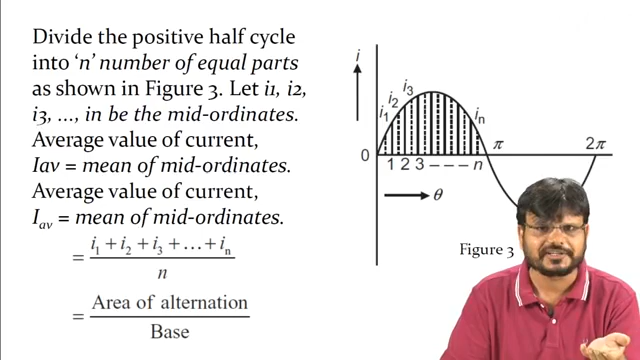 Divide the positive half cycle
into ‘n’ number of equal parts
as shown in Figure 3. Let i1, i2,
i3, ..., in be the mid-ordinates.
Average value of current,
Iav = mean of mid-ordinates.
Average value of current,
I_av = mean of mid-ordinates.
= (i₁ + i₂ + i₃ + ... + iₙ) / n
= Area of alternation / Base
i
i₁ i₂ i₃ iₙ
0 π 2π
1 2 3 – – – – n
θ
Figure 3